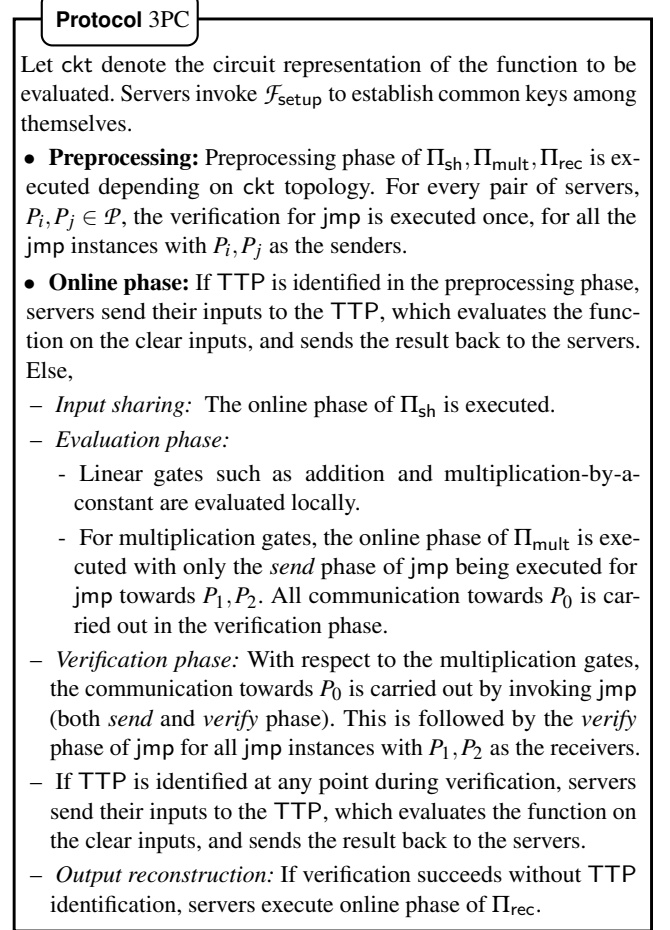 Protocol 3PC
Let ckt denote the circuit representation of the function to be
evaluated. Servers invoke ℱsetup to establish common keys among
themselves.
• Preprocessing: Preprocessing phase of Πsh, Πmult, Πrec is ex-
ecuted depending on ckt topology. For every pair of servers,
Pi, Pj ∈ 𝒫, the verification for jmp is executed once, for all the
jmp instances with Pi, Pj as the senders.
• Online phase: If TTP is identified in the preprocessing phase,
servers send their inputs to the TTP, which evaluates the func-
tion on the clear inputs, and sends the result back to the servers.
Else,
– Input sharing: The online phase of Πsh is executed.
– Evaluation phase:
- Linear gates such as addition and multiplication-by-a-
constant are evaluated locally.
- For multiplication gates, the online phase of Πmult is exe-
cuted with only the send phase of jmp being executed for
jmp towards P1, P2. All communication towards P0 is car-
ried out in the verification phase.
– Verification phase: With respect to the multiplication gates,
the communication towards P0 is carried out by invoking jmp
(both send and verify phase). This is followed by the verify
phase of jmp for all jmp instances with P1, P2 as the receivers.
– If TTP is identified at any point during verification, servers
send their inputs to the TTP, which evaluates the function on
the clear inputs, and sends the result back to the servers.
– Output reconstruction: If verification succeeds without TTP
identification, servers execute online phase of Πrec.